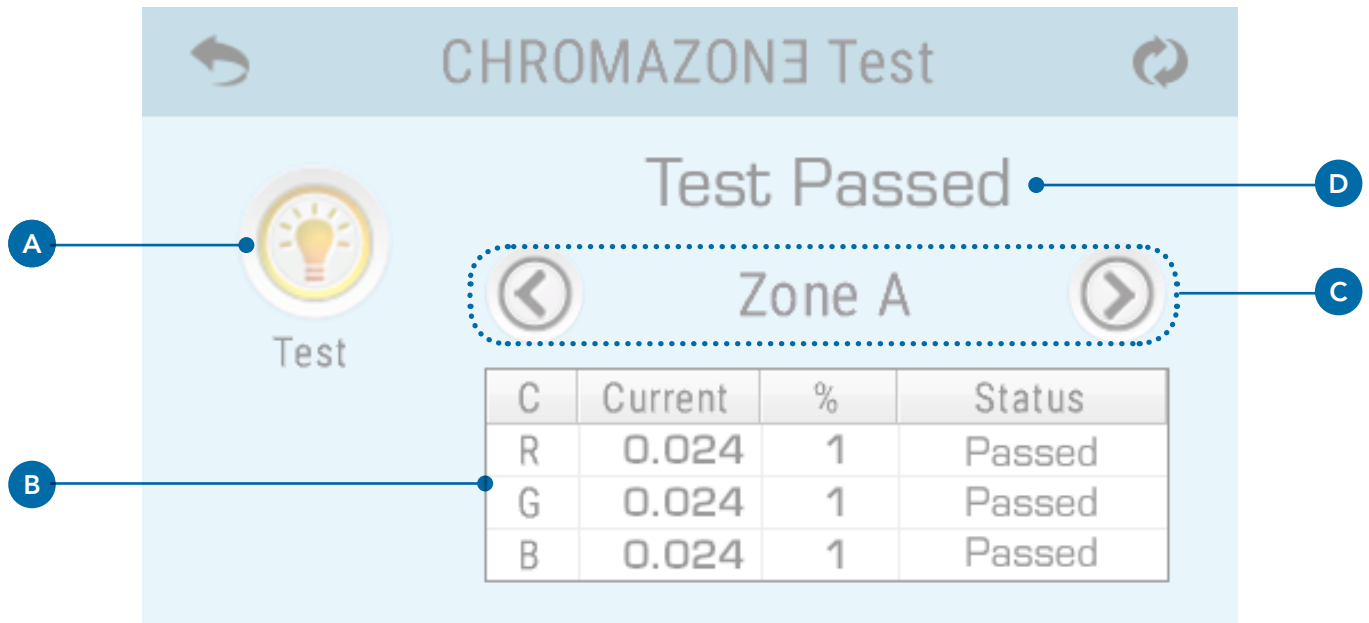 CHROMAZONƎ Test
Test Passed
D
A
Zone A
C
Test
C Current % Status
R 0.024 1 Passed
B
G 0.024 1 Passed
B 0.024 1 Passed